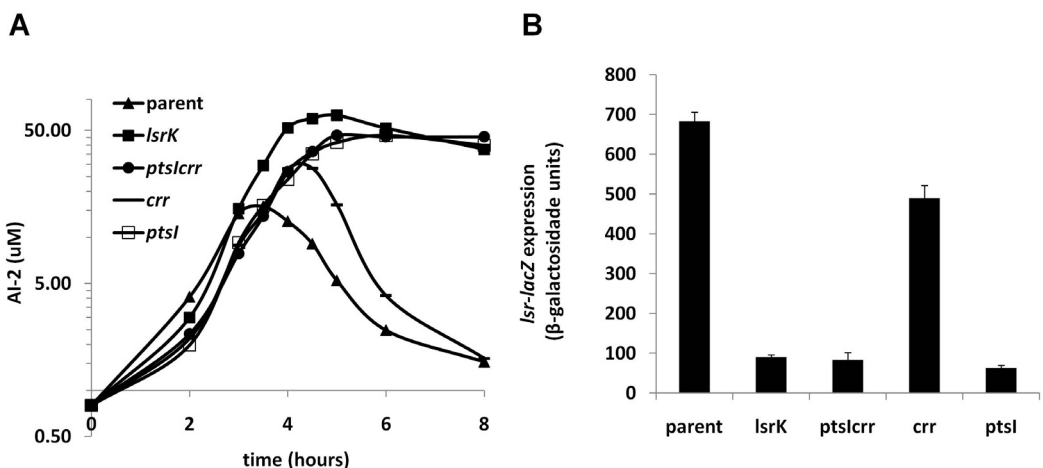 A
parent
lsrK
ptsIcrr
crr
ptsI
50.00
5.00
0.50
AI-2 (uM)
0 2 4 6 8
time (hours)
B
800
700
600
500
400
300
200
100
0
lsr-lacZ expression
(β-galactosidade units)
parent lsrK ptsIcrr crr ptsI